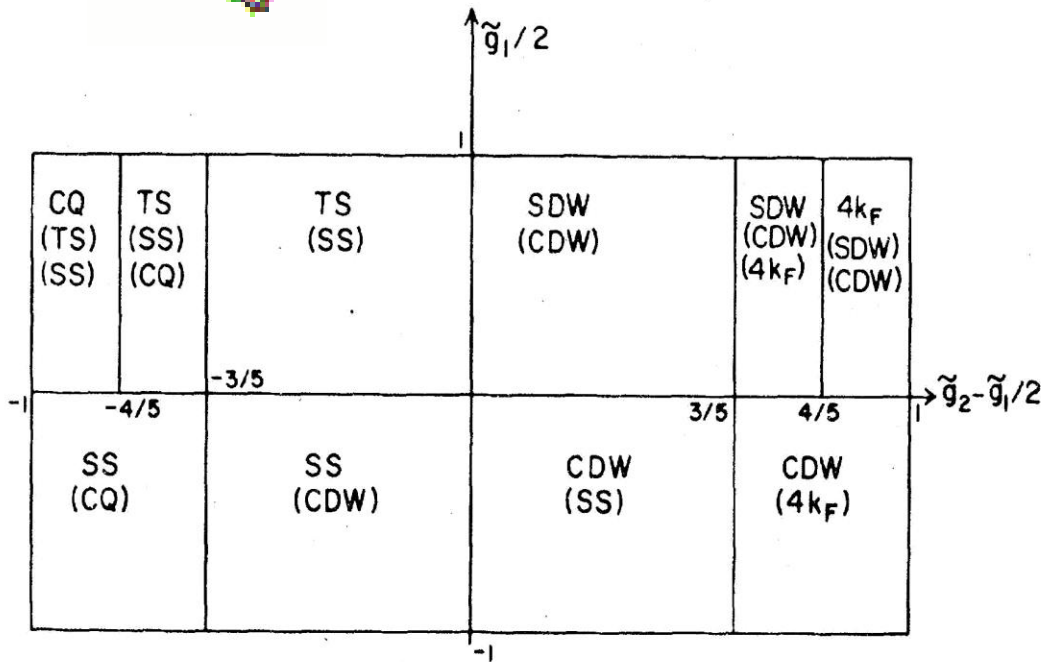 g̃₁/2
1
CQ
(TS)
(SS)
TS
(SS)
(CQ)
TS
(SS)
SDW
(CDW)
SDW
(CDW)
(4k_F)
4k_F
(SDW)
(CDW)
-1
-4/5
-3/5
3/5
4/5
1
g̃₂-g̃₁/2
SS
(CQ)
SS
(CDW)
CDW
(SS)
CDW
(4k_F)
-1